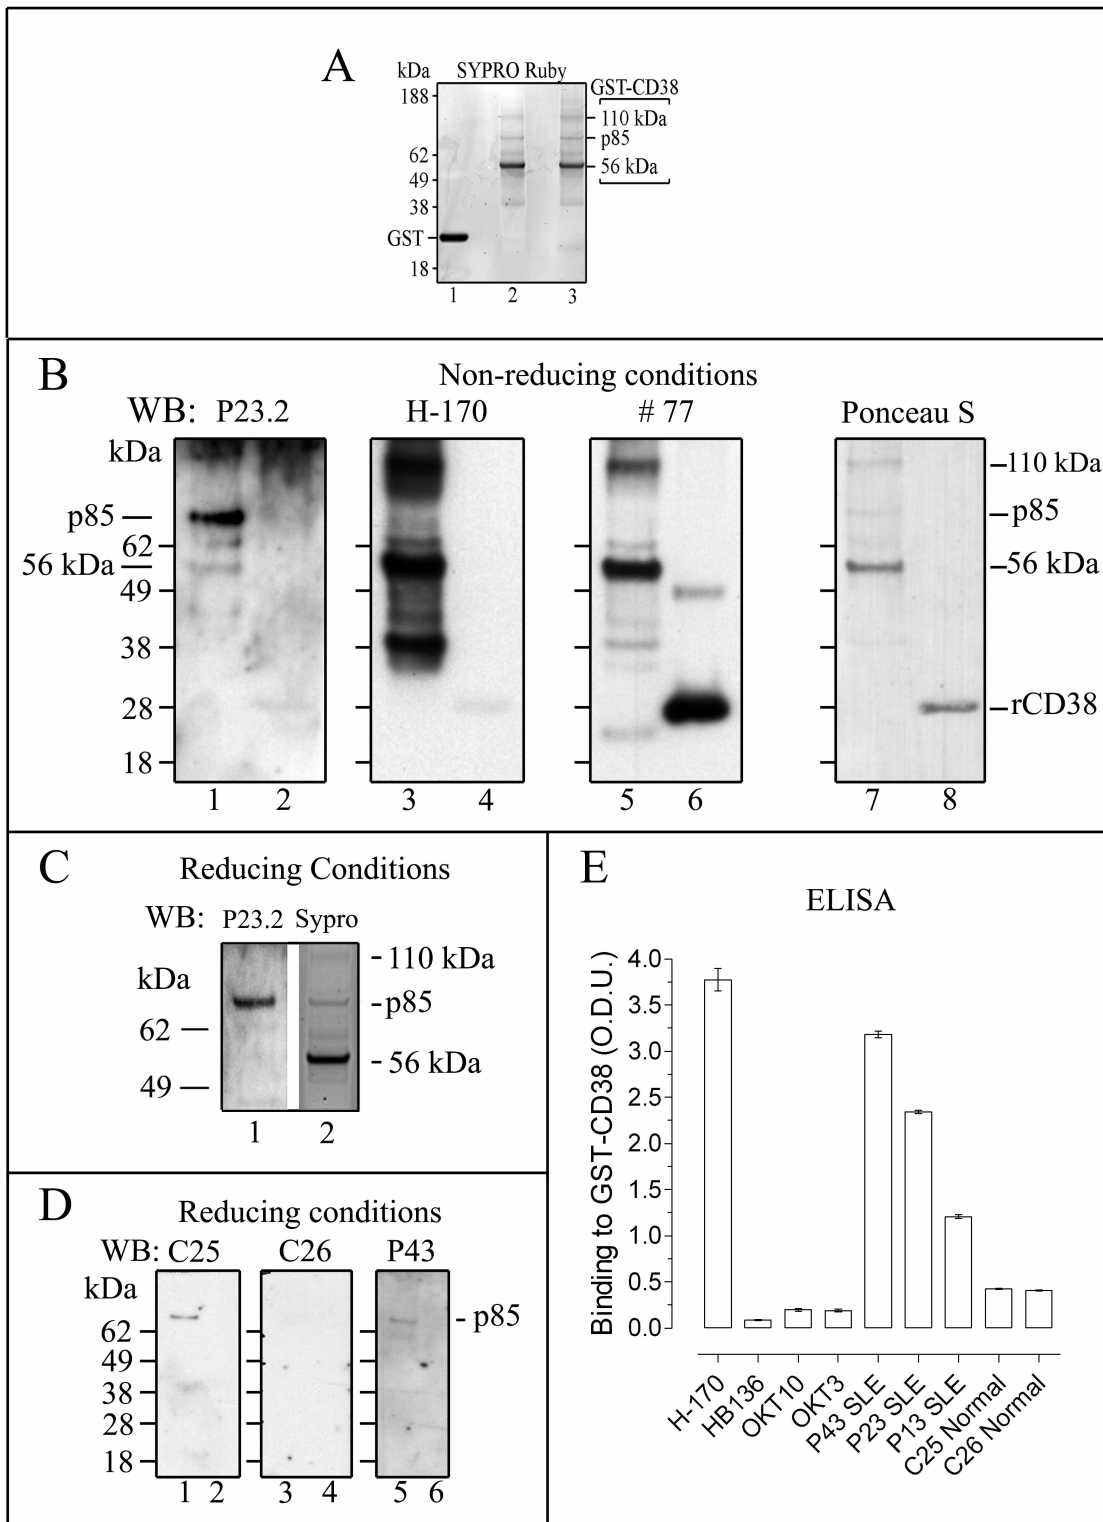 A
kDa SYPRO Ruby
GST-CD38
188
110 kDa
p85
62
56 kDa
49
38
GST
18
1 2 3
B
Non-reducing conditions
WB: P23.2 H-170 # 77 Ponceau S
kDa
110 kDa
p85 p85
62
56 kDa 56 kDa
49
38
28 rCD38
18
1 2 3 4 5 6 7 8
C
Reducing Conditions
WB: P23.2 Sypro
110 kDa
kDa
p85
62
56 kDa
49
1 2
D
Reducing conditions
WB: C25 C26 P43
kDa
p85
62
49
38
28
18
1 2 3 4 5 6
E
ELISA
Binding to GST-CD38 (O.D.U.)
4.0
3.5
3.0
2.5
2.0
1.5
1.0
0.5
0.0
H-170
HB136
OKT10
OKT3
P43 SLE
P23 SLE
P13 SLE
C25 Normal
C26 Normal